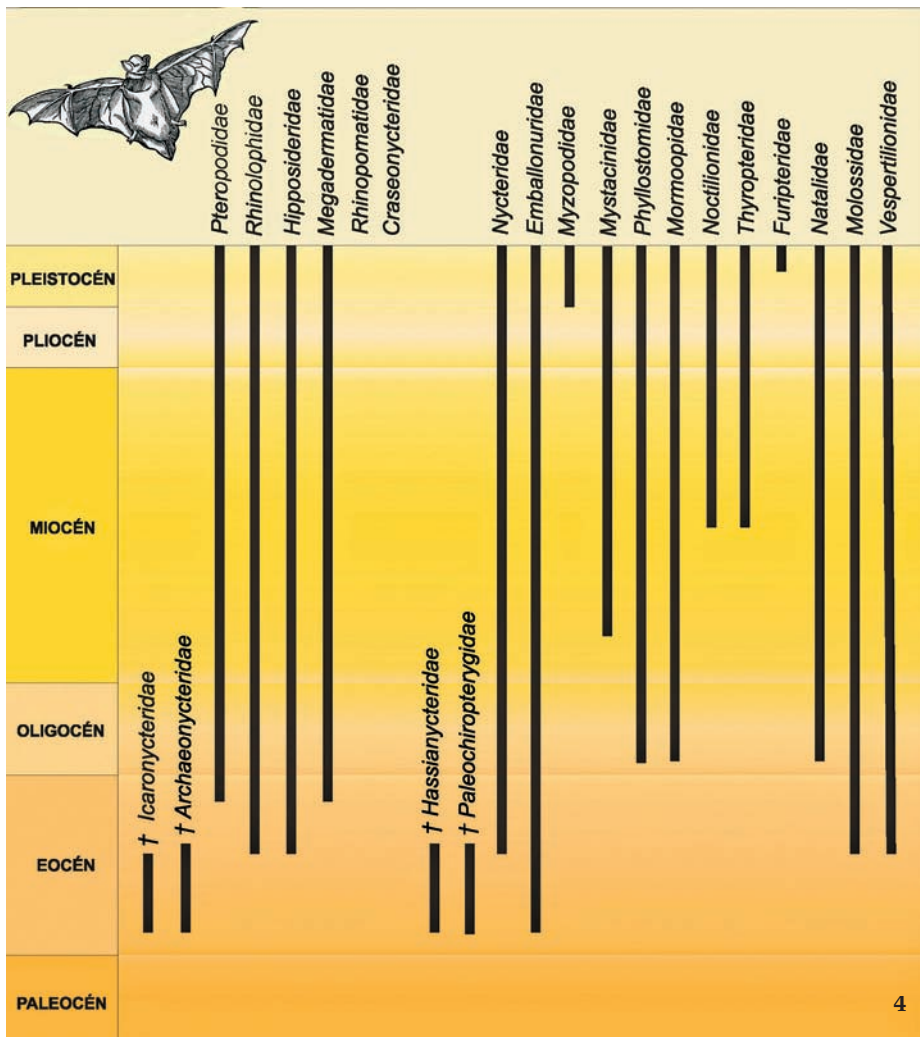 Pteropodidae
Rhinolophidae
Hipposideridae
Megadermatidae
Rhinopomatidae
Craseonycteridae
Nycteridae
Emballonuridae
Myzopodidae
Mystacinidae
Phyllostomidae
Mormoopidae
Noctilionidae
Thyropteridae
Furipteridae
Natalidae
Molossidae
Vespertilionidae
PLEISTOCÉN
PLIOCÉN
MIOCÉN
OLIGOCÉN
EOCÉN
PALEOCÉN
† Icaronycteridae
† Archaeonycteridae
† Hassianycteridae
† Paleochiropterygidae
4